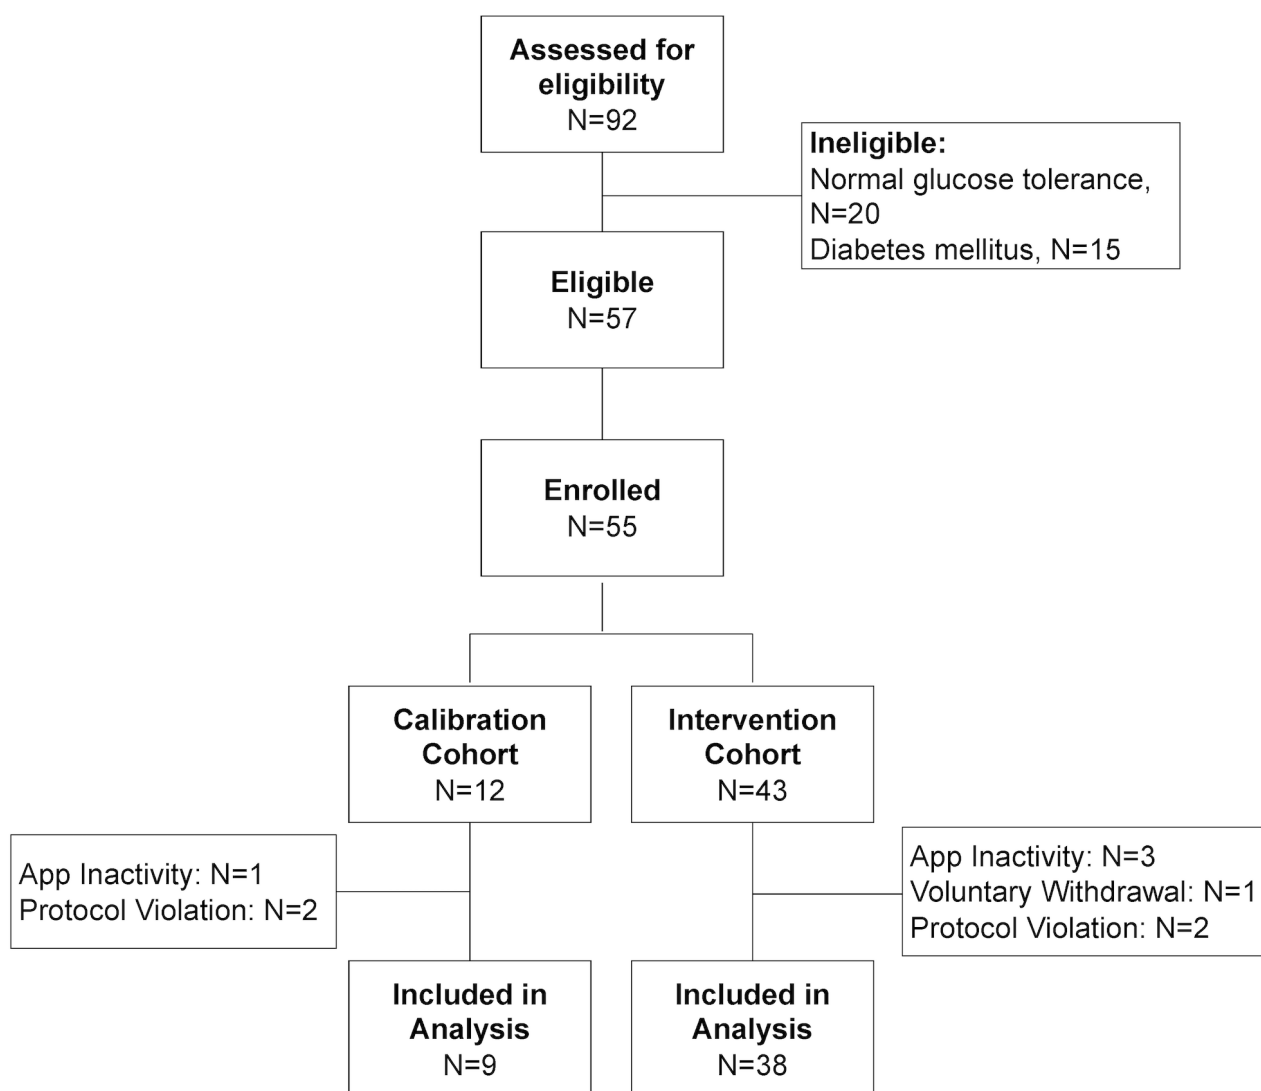 Assessed for
eligibility
N=92
Ineligible:
Normal glucose tolerance,
N=20
Diabetes mellitus, N=15
Eligible
N=57
Enrolled
N=55
Calibration
Cohort
N=12
Intervention
Cohort
N=43
App Inactivity: N=1
Protocol Violation: N=2
App Inactivity: N=3
Voluntary Withdrawal: N=1
Protocol Violation: N=2
Included in
Analysis
N=9
Included in
Analysis
N=38